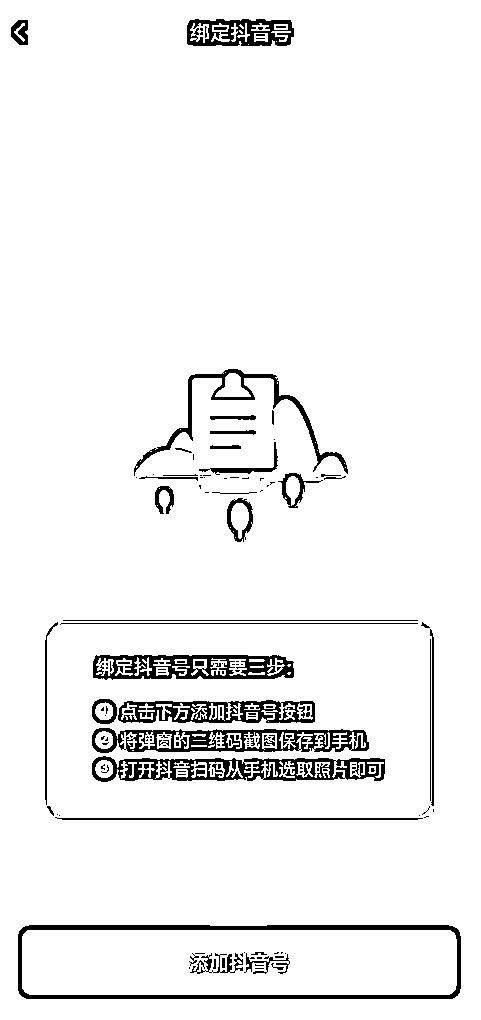 绑定抖音号
绑定抖音号只需要三步:
① 点击下方添加抖音号按钮
② 将弹窗的二维码截图保存到手机
③ 打开抖音扫码从手机选取照片即可
添加抖音号